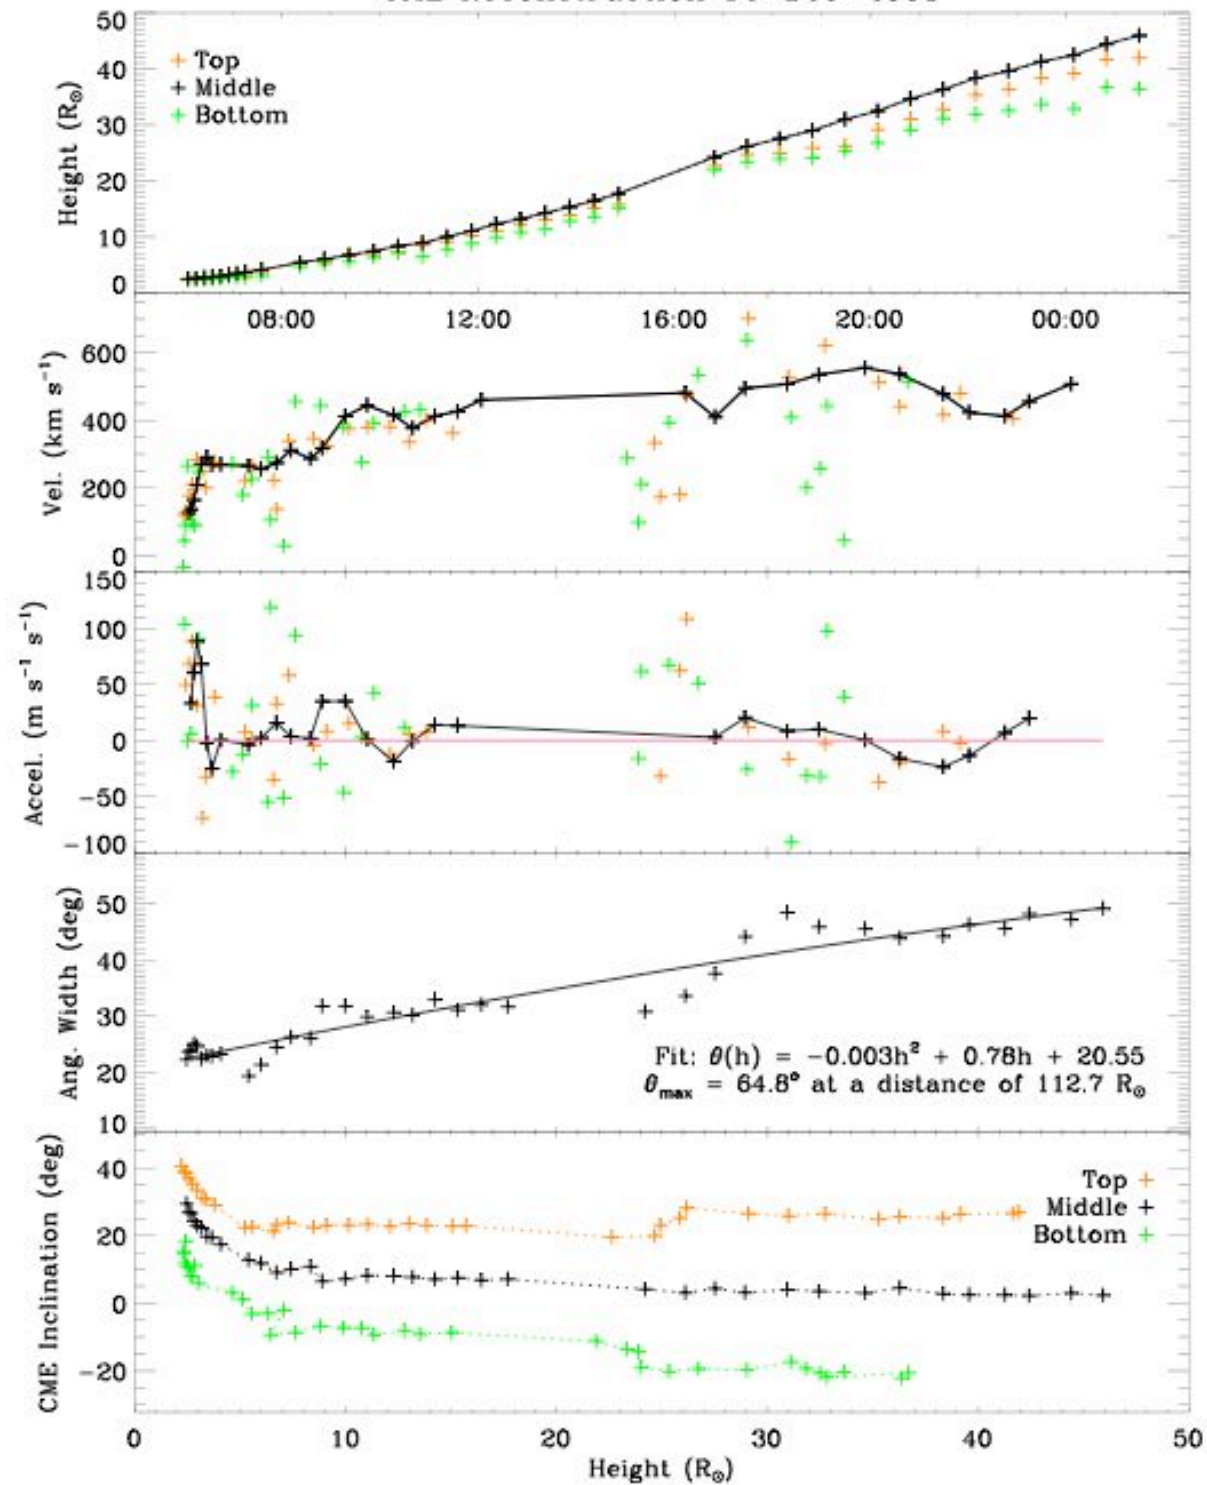 50
40
30
20
10
0
Height (R⊙)
+ Top
+ Middle
+ Bottom
08:00 12:00 16:00 20:00 00:00
600
400
200
0
Vel. (km s⁻¹)
150
100
50
0
−50
−100
Accel. (m s⁻¹ s⁻¹)
50
40
30
20
10
Ang. Width (deg)
Fit: θ(h) = −0.003h² + 0.78h + 20.55
θmax = 64.8° at a distance of 112.7 R⊙
40
20
0
−20
CME Inclination (deg)
Top +
Middle +
Bottom +
0 10 20 30 40 50
Height (R⊙)